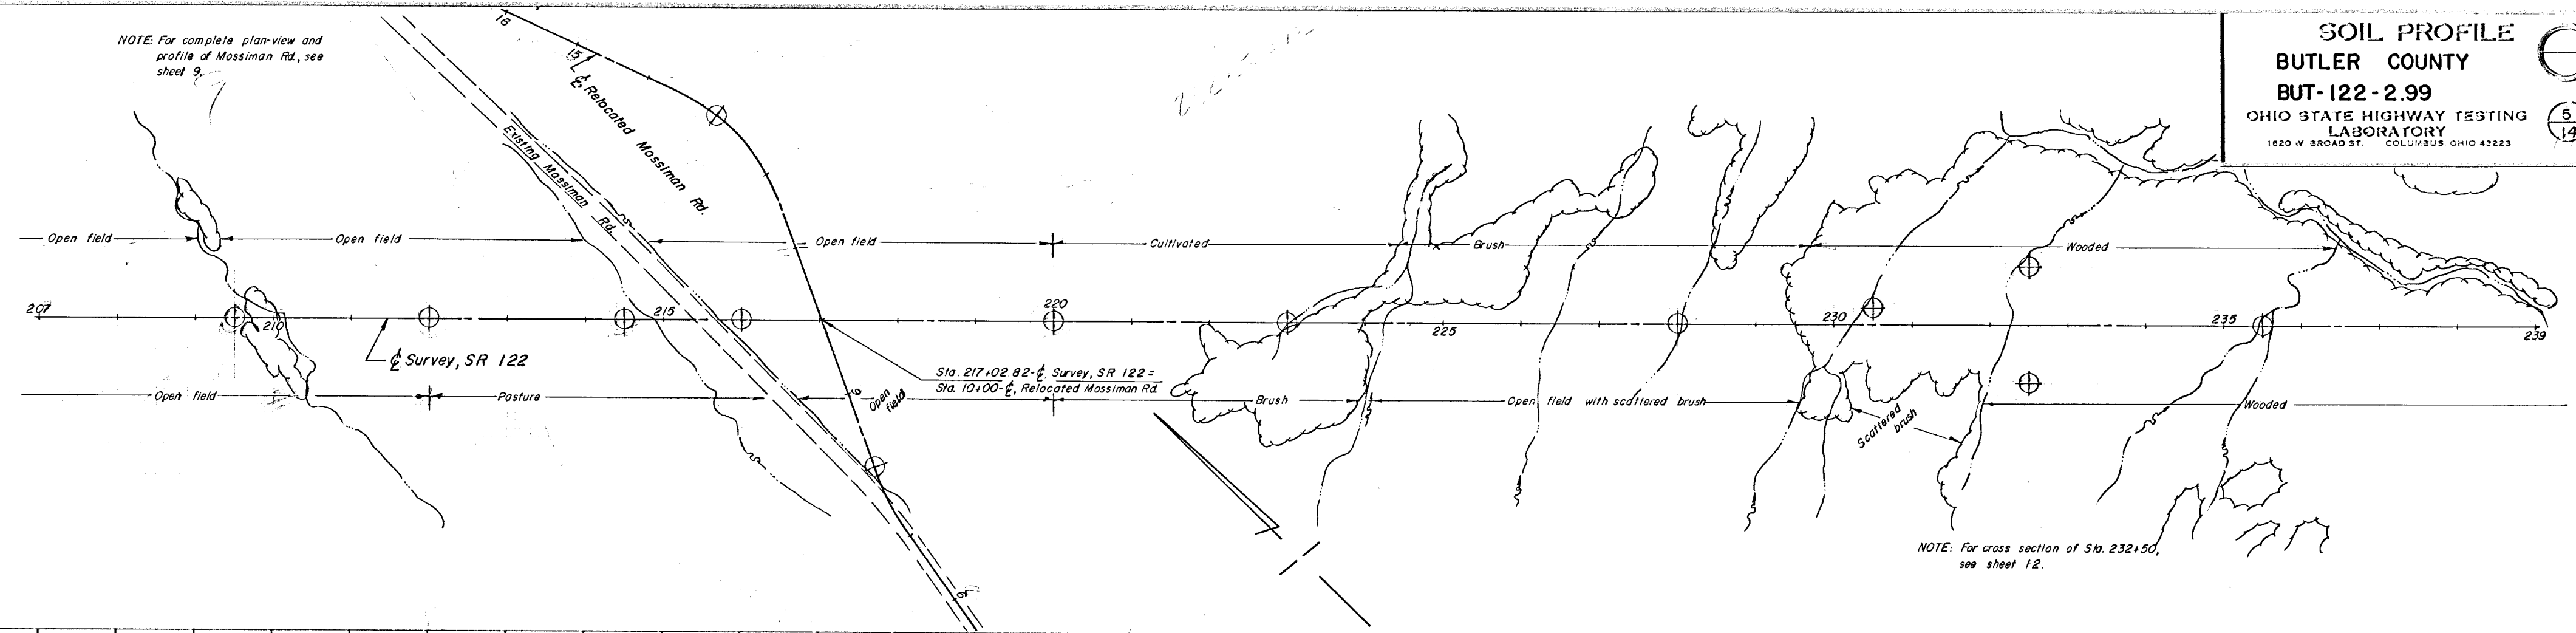 NOTE: For complete plan-view and
profile of Mossiman Rd., see
sheet 9.
16
15
℄, Relocated Mossiman Rd.
Existing Mossiman Rd.
SOIL PROFILE
BUTLER COUNTY
BUT-122-2.99
OHIO STATE HIGHWAY TESTING
LABORATORY
1620 W. BROAD ST. COLUMBUS, OHIO 43223
5
14
Open field
Open field
Open field
Cultivated
Brush
Wooded
207
210
215
220
225
230
235
239
℄ Survey, SR 122
Sta. 217+02.82-℄, Survey, SR 122 =
Sta. 10+00-℄, Relocated Mossiman Rd.
Open field
Pasture
Open
field
Brush
Open field with scattered brush
Scattered
brush
Wooded
NOTE: For cross section of Sta. 232+50,
see sheet 12.